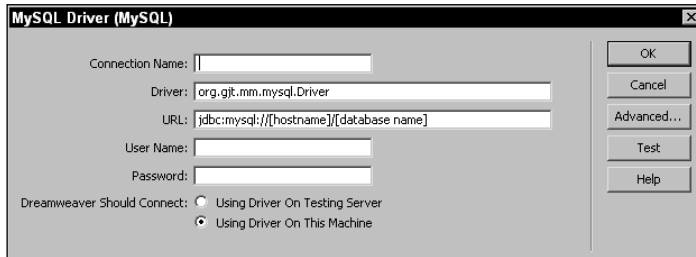 MySQL Driver (MySQL)
Connection Name:
Driver: org.gjt.mm.mysql.Driver
URL: jdbc:mysql://[hostname]/[database name]
User Name:
Password:
Dreamweaver Should Connect: Using Driver On Testing Server
Using Driver On This Machine
OK
Cancel
Advanced...
Test
Help